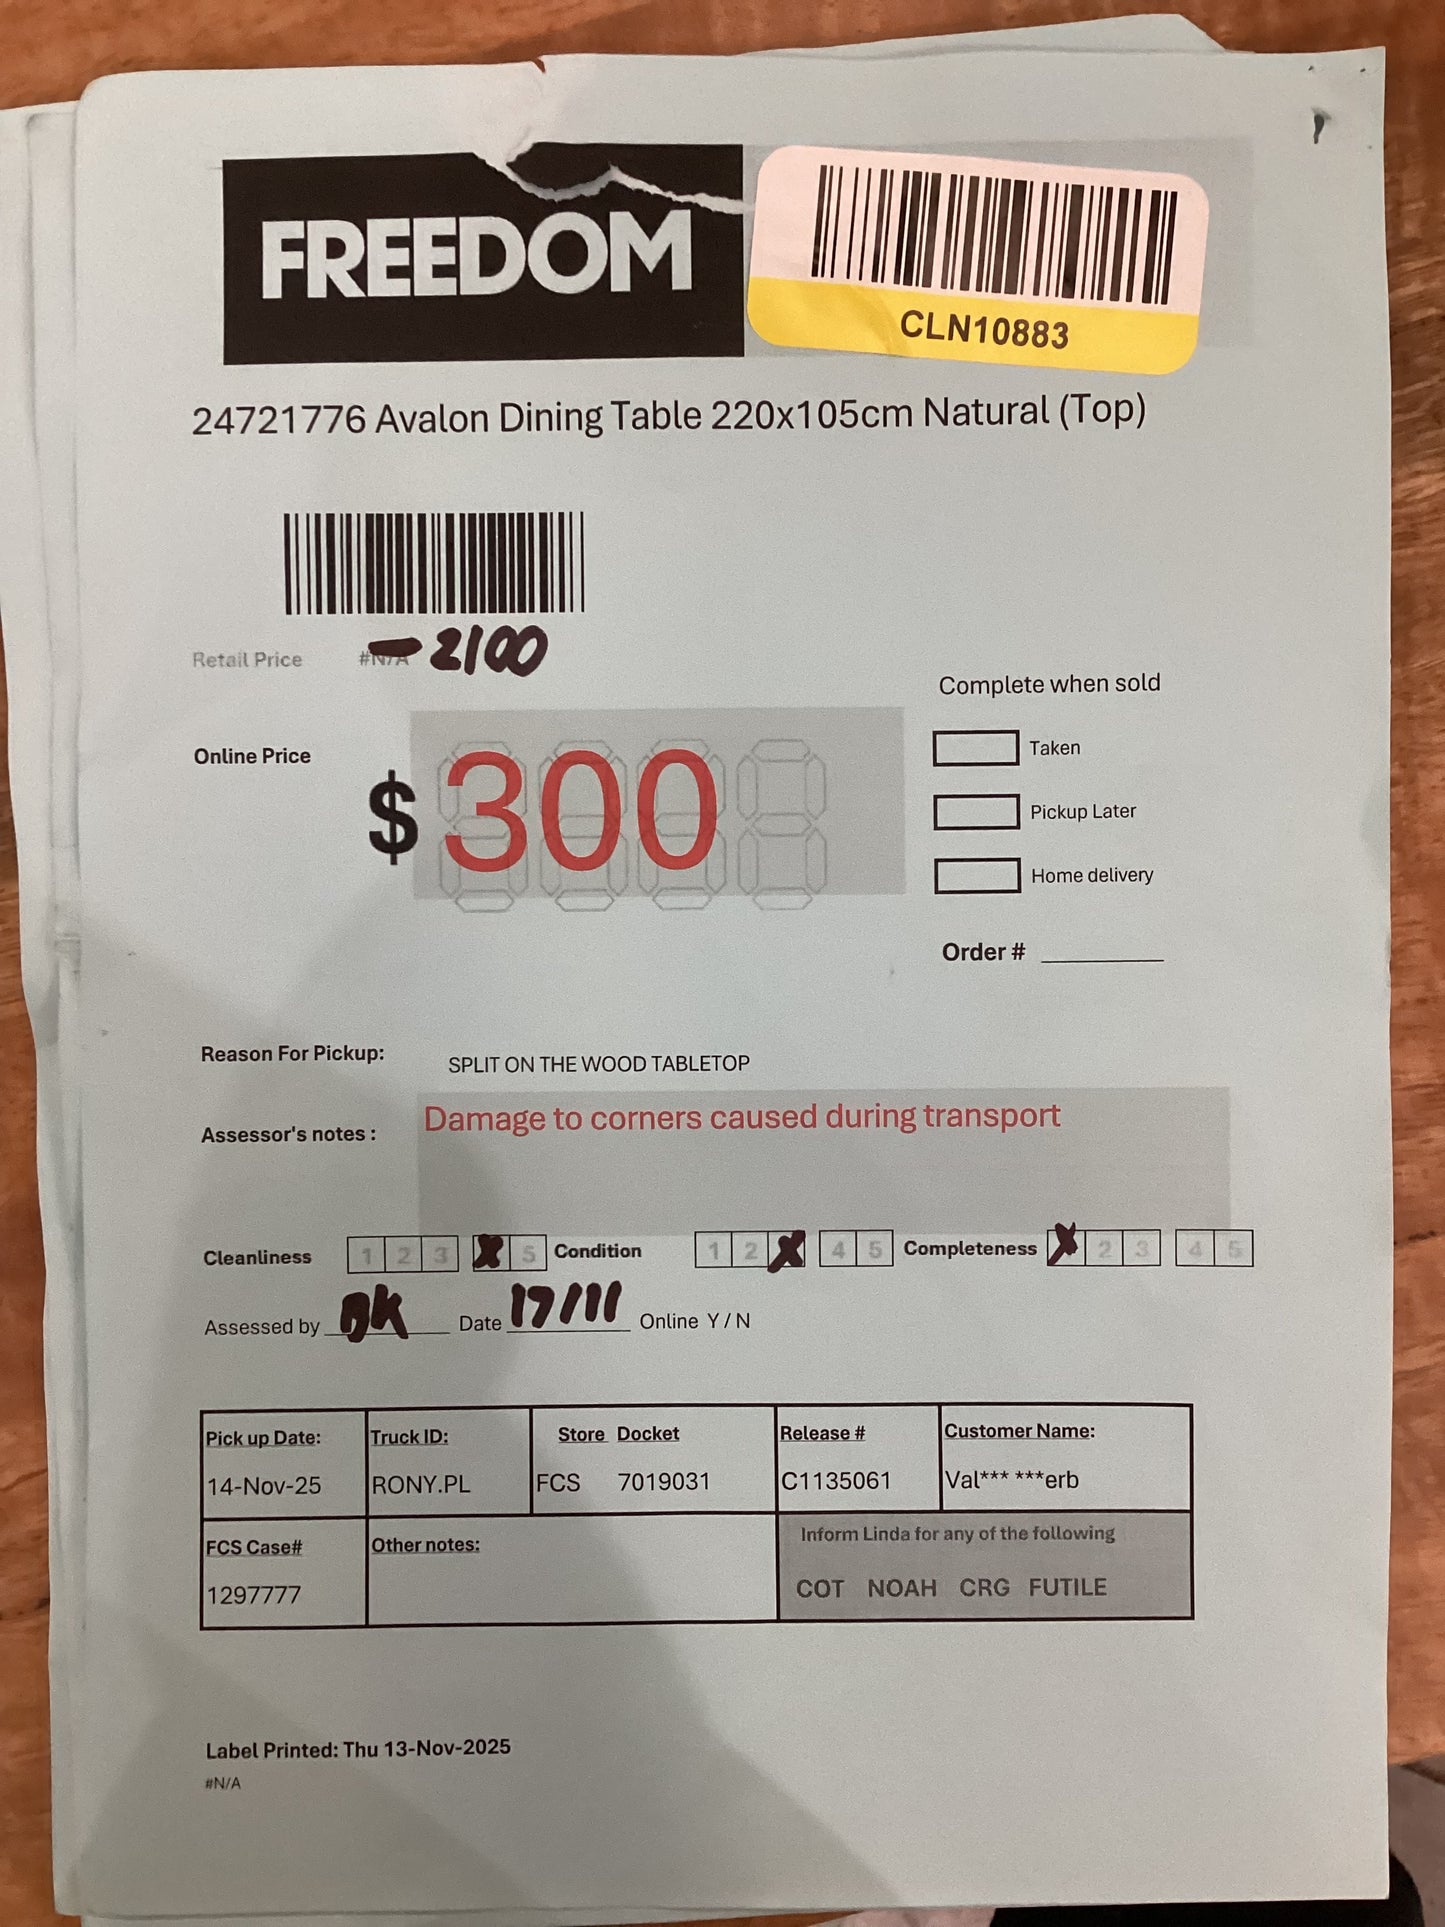 FREEDOM
CLN10883
24721776 Avalon Dining Table 220x105cm Natural (Top)
Retail Price #N/A 2100
Online Price $ 300
Complete when sold
Taken
Pickup Later
Home delivery
Order #
Reason For Pickup: SPLIT ON THE WOOD TABLETOP
Assessor's notes : Damage to corners caused during transport
Cleanliness 1 2 3 X 5 Condition 1 2 X 4 5 Completeness X 2 3 4 5
Assessed by DK Date 17/11 Online Y / N
Pick up Date: Truck ID: Store Docket Release # Customer Name:
14-Nov-25 RONY.PL FCS 7019031 C1135061 Val*** ***erb
FCS Case# Other notes: Inform Linda for any of the following
1297777 COT NOAH CRG FUTILE
Label Printed: Thu 13-Nov-2025
#N/A